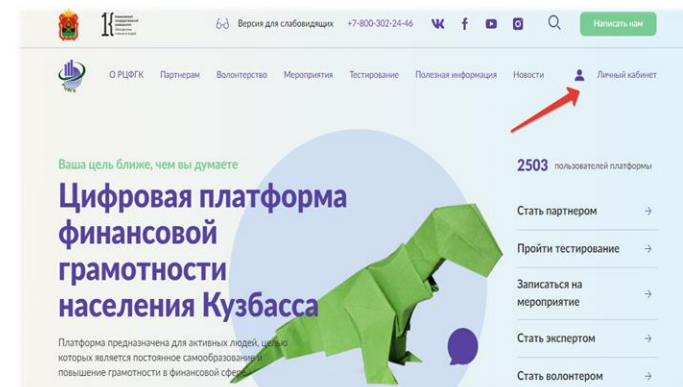 Версия для слабовидящих +7-800-302-24-46 Написать нам
О РЦФГК Партнерам Волонтерство Мероприятия Тестирование Полезная информация Новости Личный кабинет
Ваша цель ближе, чем вы думаете
Цифровая платформа
финансовой
грамотности
населения Кузбасса
Платформа предназначена для активных людей, целью
которых является постоянное самообразование и
повышение грамотности в финансовой сфере
2503 пользователей платформы
Стать партнером
Пройти тестирование
Записаться на
мероприятие
Стать экспертом
Стать волонтером